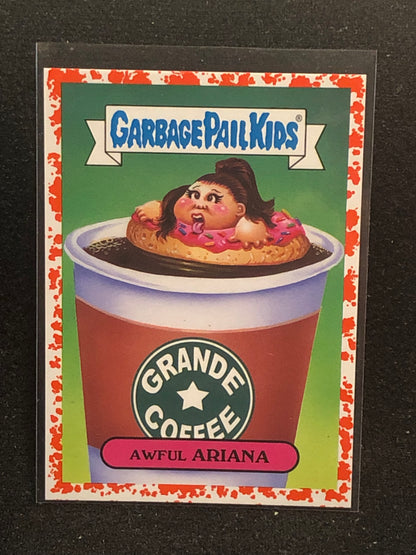 GARBAGE PAIL KIDS®
GRANDE
COFFEE
AWFUL ARIANA